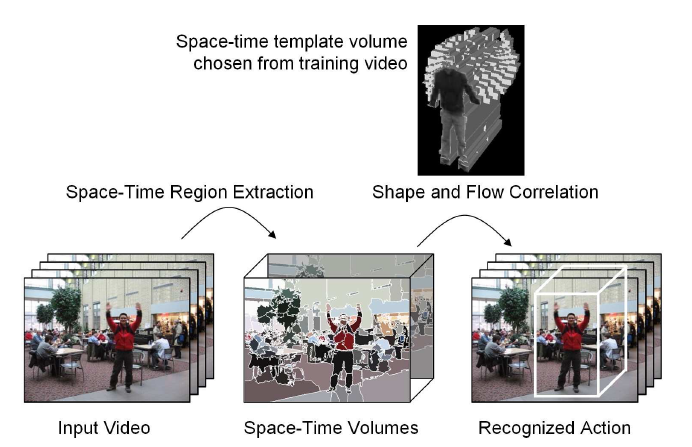 Space-time template volume
chosen from training video
Space-Time Region Extraction
Shape and Flow Correlation
Input Video
Space-Time Volumes
Recognized Action